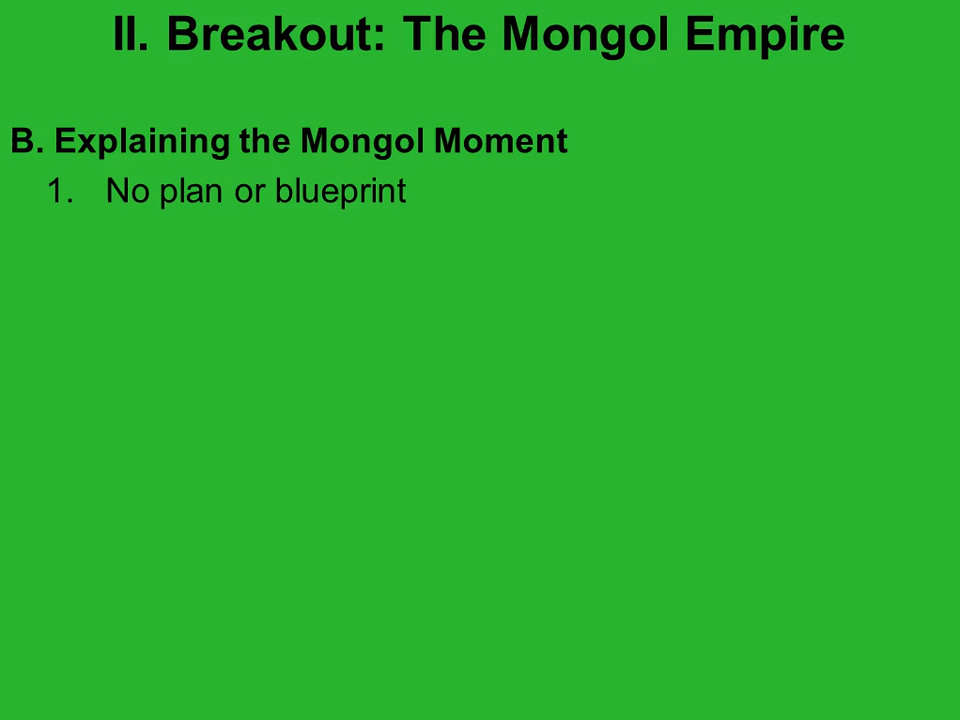 II. Breakout: The Mongol Empire
B. Explaining the Mongol Moment
1. No plan or blueprint